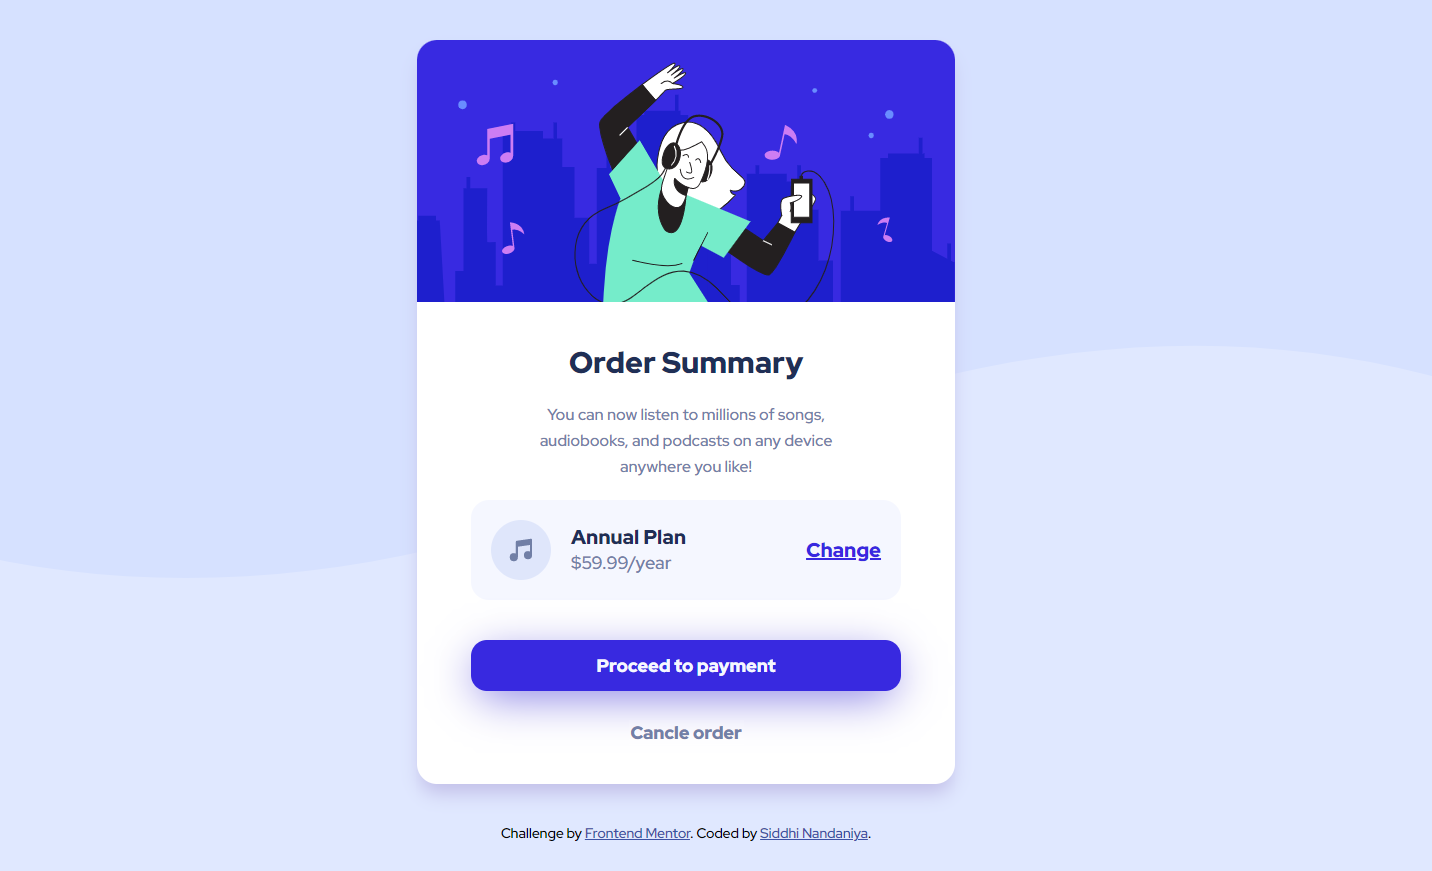 Order Summary
You can now listen to millions of songs,
audiobooks, and podcasts on any device
anywhere you like!
Annual Plan
$59.99/year
Change
Proceed to payment
Cancle order
Challenge by Frontend Mentor. Coded by Siddhi Nandaniya.